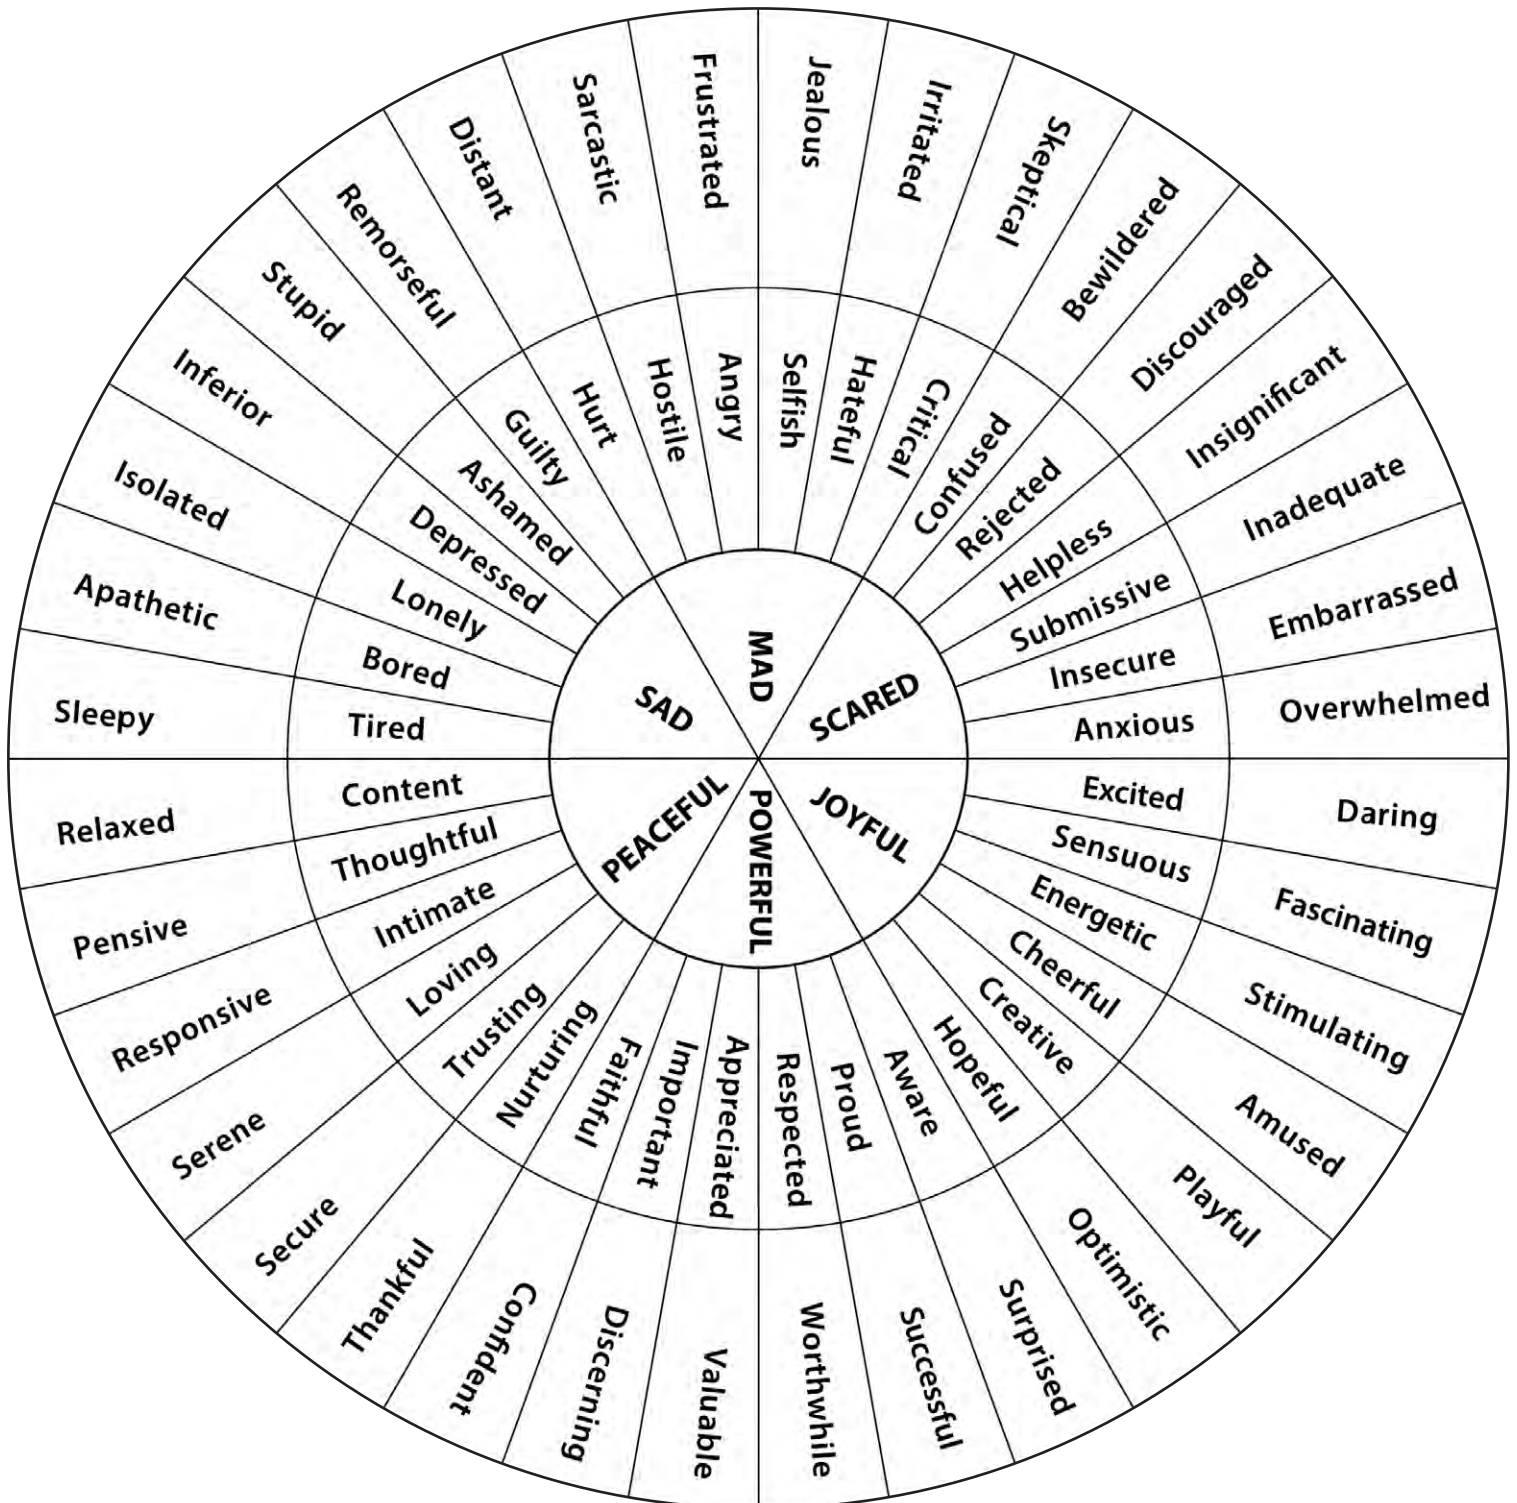 MAD
SCARED
JOYFUL
POWERFUL
PEACEFUL
SAD
Hurt
Hostile
Angry
Selfish
Hateful
Critical
Confused
Rejected
Helpless
Submissive
Insecure
Anxious
Excited
Sensuous
Energetic
Cheerful
Creative
Hopeful
Aware
Proud
Respected
Appreciated
Important
Faithful
Nurturing
Trusting
Loving
Intimate
Thoughtful
Content
Tired
Bored
Lonely
Depressed
Ashamed
Guilty
Distant
Sarcastic
Frustrated
Jealous
Irritated
Skeptical
Bewildered
Discouraged
Insignificant
Inadequate
Embarrassed
Overwhelmed
Daring
Fascinating
Stimulating
Amused
Playful
Optimistic
Surprised
Successful
Worthwhile
Valuable
Discerning
Confident
Thankful
Secure
Serene
Responsive
Pensive
Relaxed
Sleepy
Apathetic
Isolated
Inferior
Stupid
Remorseful